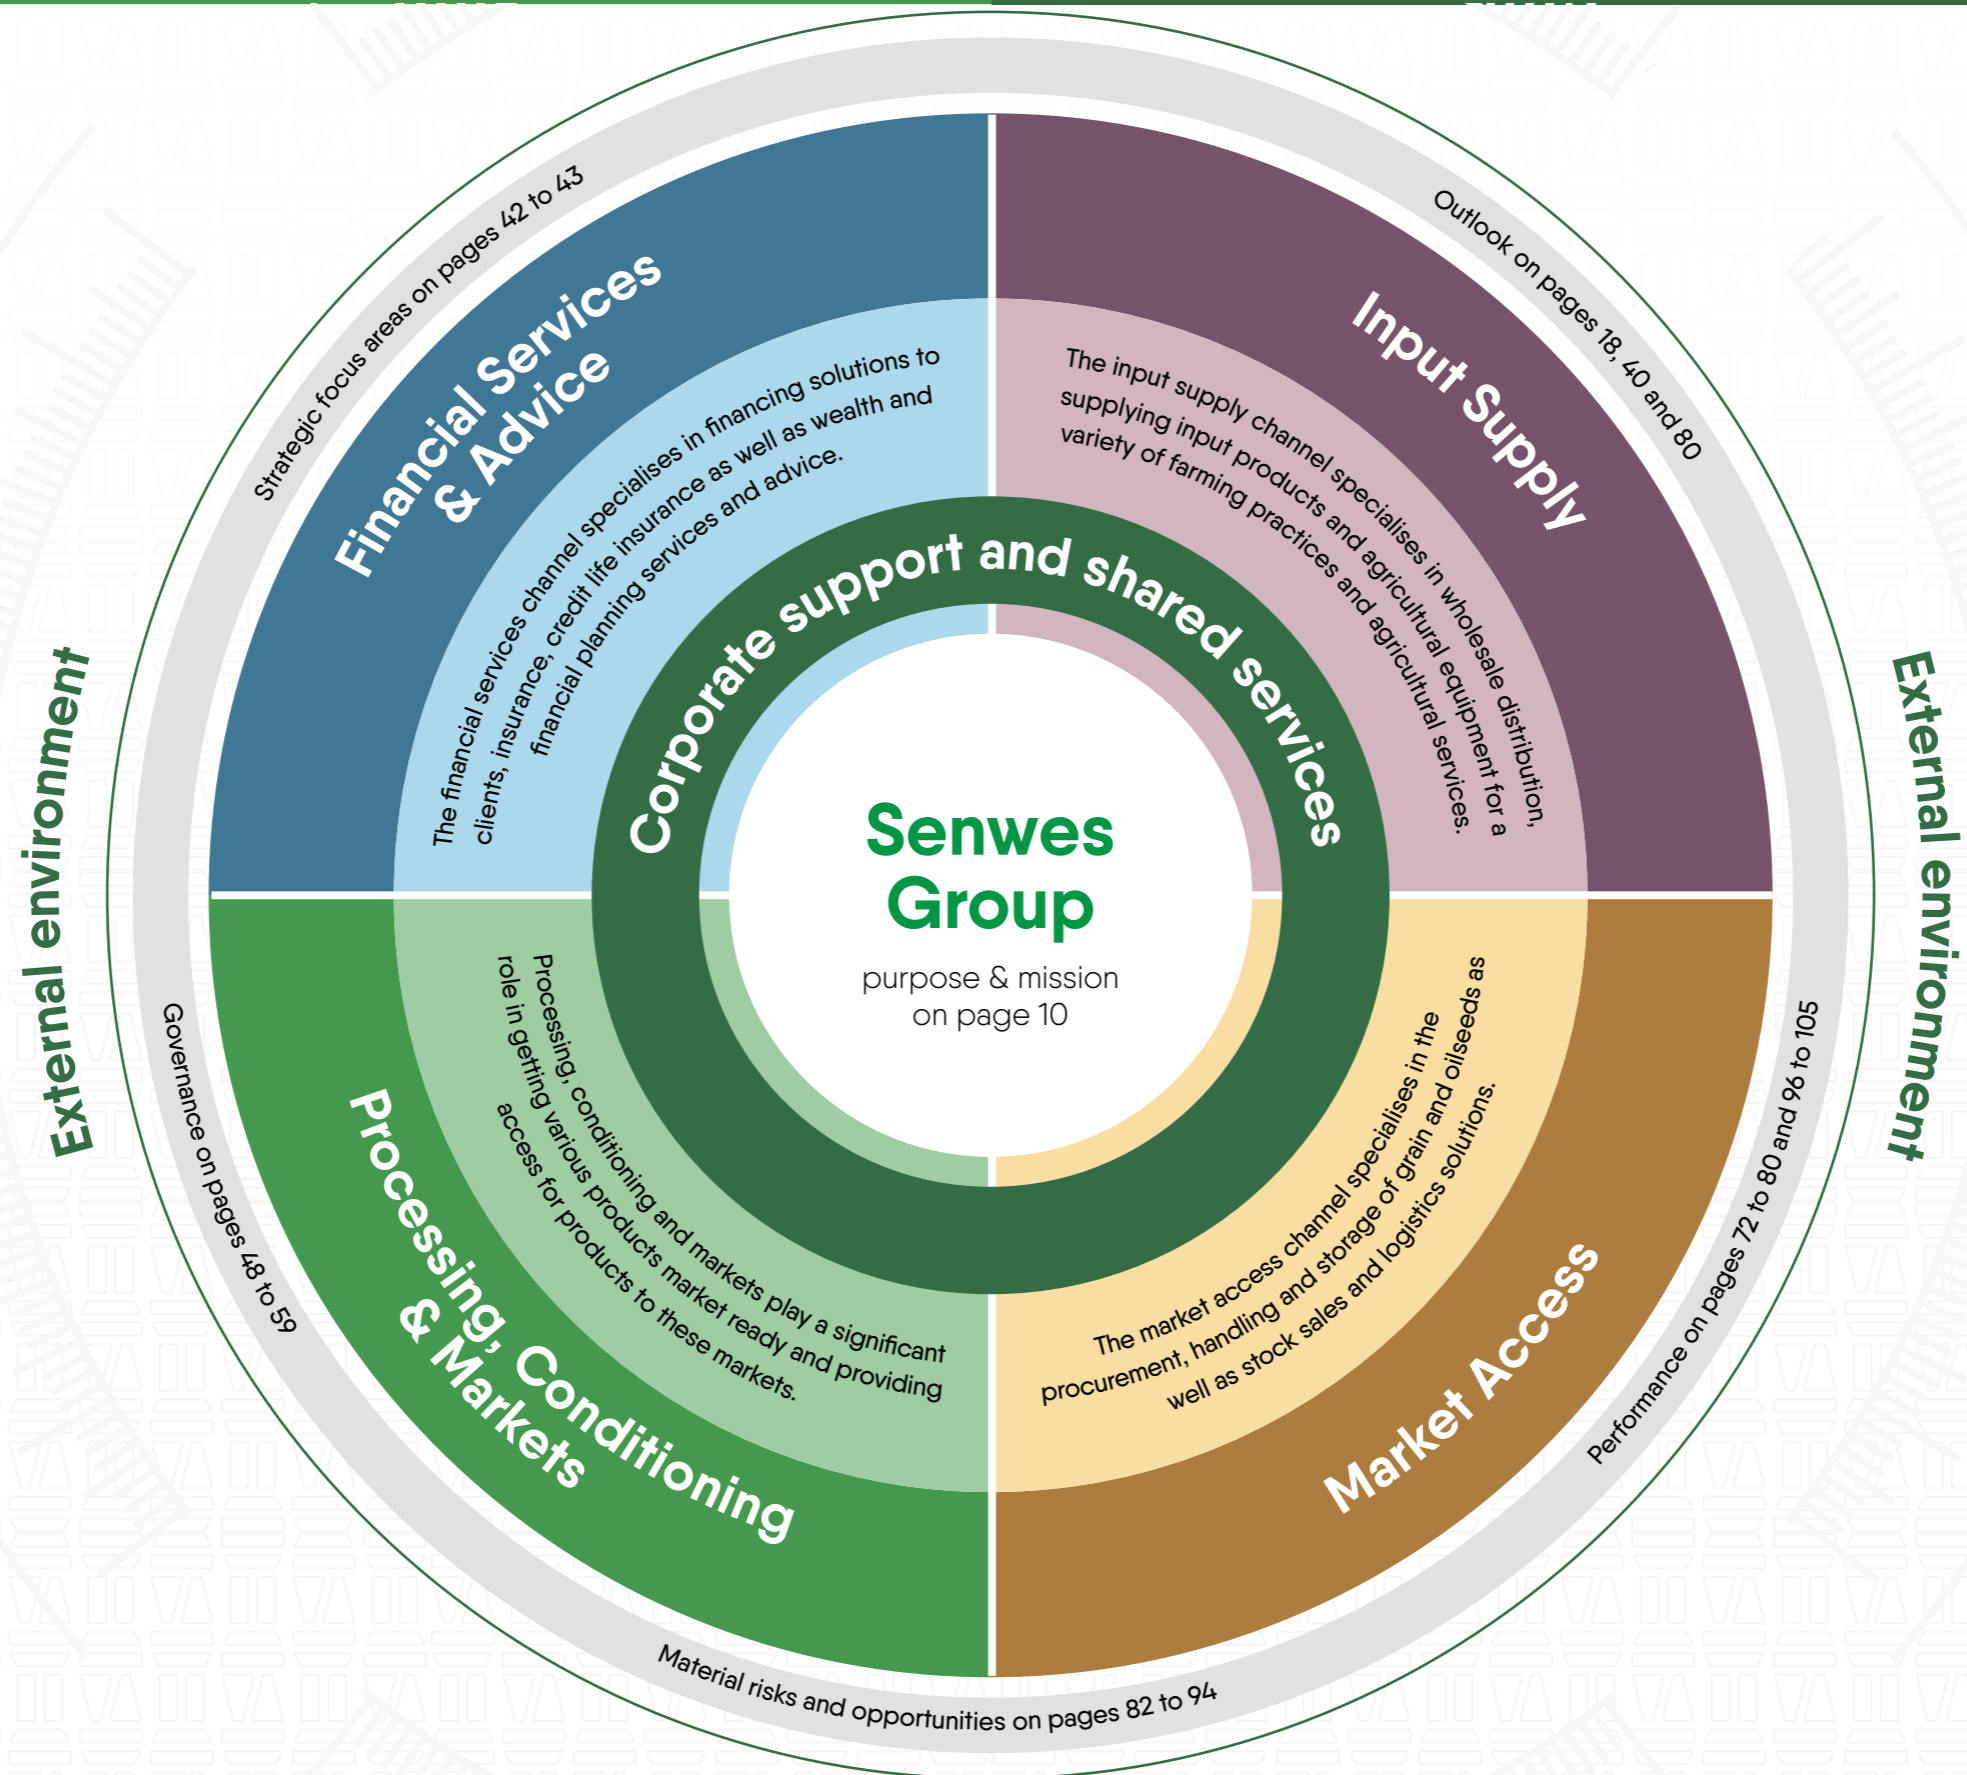 Strategic focus areas on pages 42 to 43
Outlook on pages 18, 40 and 80
Financial Services
& Advice
The financial services channel specialises in financing solutions to
clients, insurance, credit life insurance as well as wealth and
financial planning services and advice.
Input Supply
The input supply channel specialises in wholesale distribution,
supplying input products and agricultural equipment for a
variety of farming practices and agricultural services.
Corporate support and shared services
Senwes
Group
purpose & mission
on page 10
External environment
External environment
Processing, conditioning and markets play a significant
role in getting various products market ready and providing
access for products to these markets.
Processing, Conditioning
& Markets
The market access channel specialises in the
procurement, handling and storage of grain and oilseeds as
well as stock sales and logistics solutions.
Market Access
Governance on pages 48 to 59
Performance on pages 72 to 80 and 96 to 105
Material risks and opportunities on pages 82 to 94